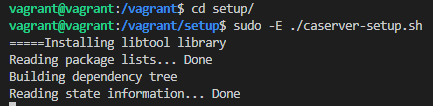 vagrant@vagrant:/vagrant$ cd setup/
vagrant@vagrant:/vagrant/setup$ sudo -E ./caserver-setup.sh
=====Installing libtool library
Reading package lists... Done
Building dependency tree
Reading state information... Done